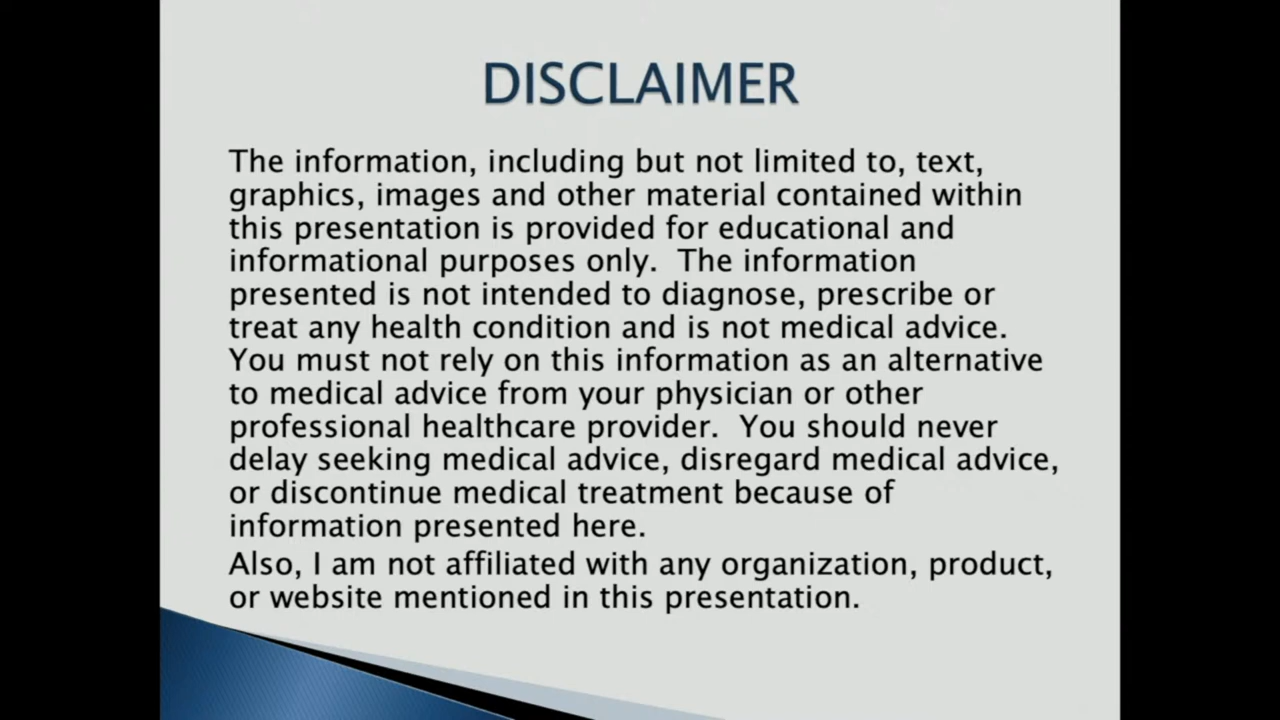 DISCLAIMER
The information, including but not limited to, text,
graphics, images and other material contained within
this presentation is provided for educational and
informational purposes only.  The information
presented is not intended to diagnose, prescribe or
treat any health condition and is not medical advice.
You must not rely on this information as an alternative
to medical advice from your physician or other
professional healthcare provider.  You should never
delay seeking medical advice, disregard medical advice,
or discontinue medical treatment because of
information presented here.
Also, I am not affiliated with any organization, product,
or website mentioned in this presentation.